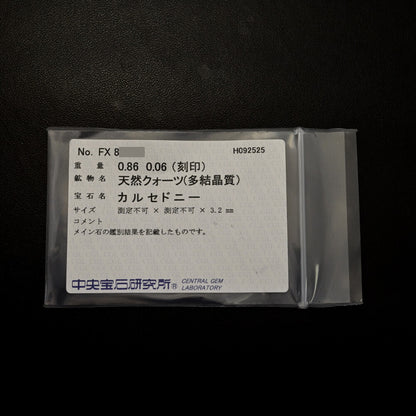 No. FX 8
H092525
重 量 0.86 0.06 (刻印)
鉱物名 天然クォーツ(多結晶質)
宝石名 カルセドニー
サイズ 測定不可 × 測定不可 × 3.2 mm
コメント
メイン石の鑑別結果を記載したものです。
中央宝石研究所® CENTRAL GEM
LABORATORY